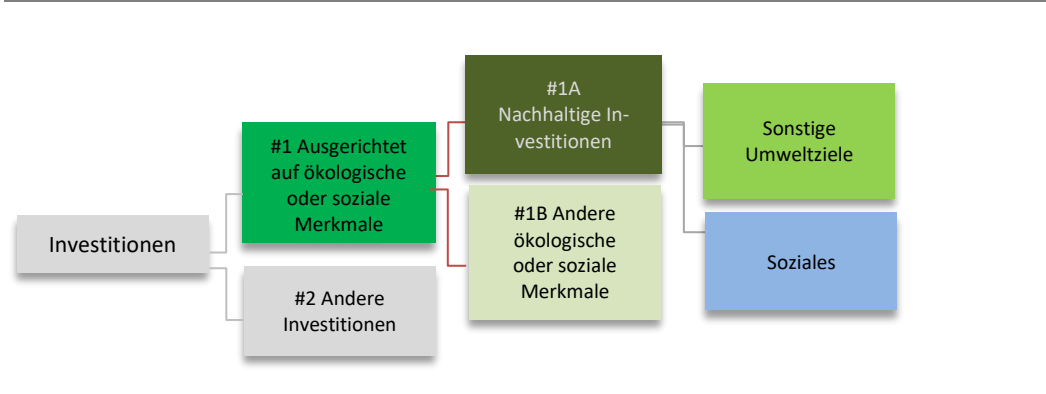 Investitionen
#1 Ausgerichtet
auf ökologische
oder soziale
Merkmale
#2 Andere
Investitionen
#1A
Nachhaltige In-
vestitionen
#1B Andere
ökologische
oder soziale
Merkmale
Sonstige
Umweltziele
Soziales